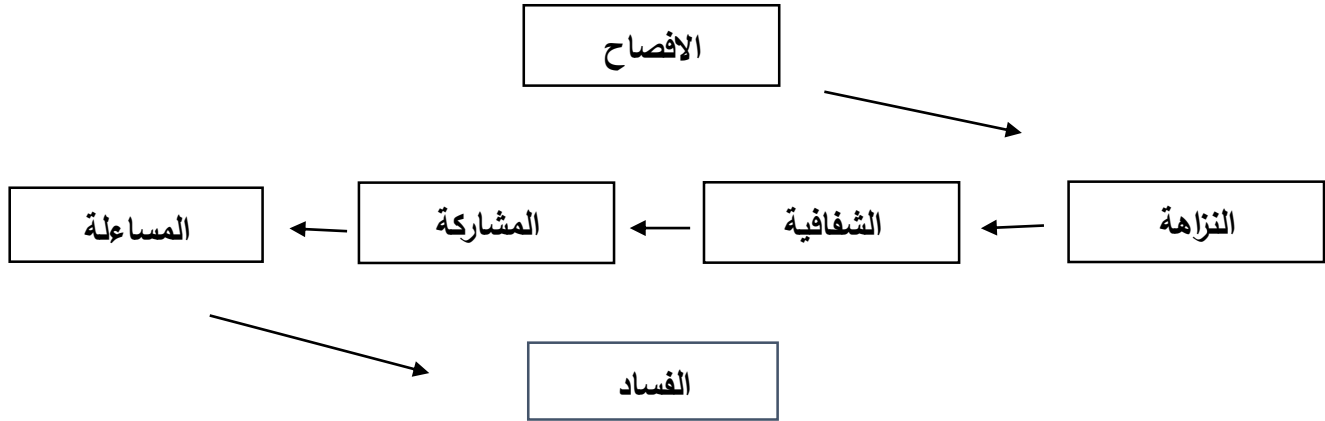 الافصاح
النزاهة
الشفافية
المشاركة
المساءلة
الفساد